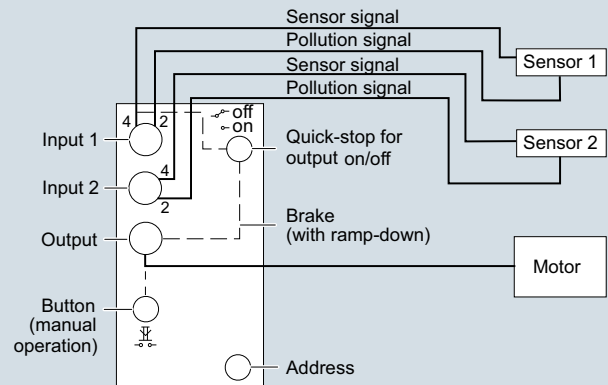 Sensor signal
Pollution signal
Sensor signal
Pollution signal
Sensor 1
Sensor 2
4 2
off
on
Input 1
Quick-stop for
output on/off
4
Input 2
2
Brake
(with ramp-down)
Output
Motor
Button
(manual
operation)
Address